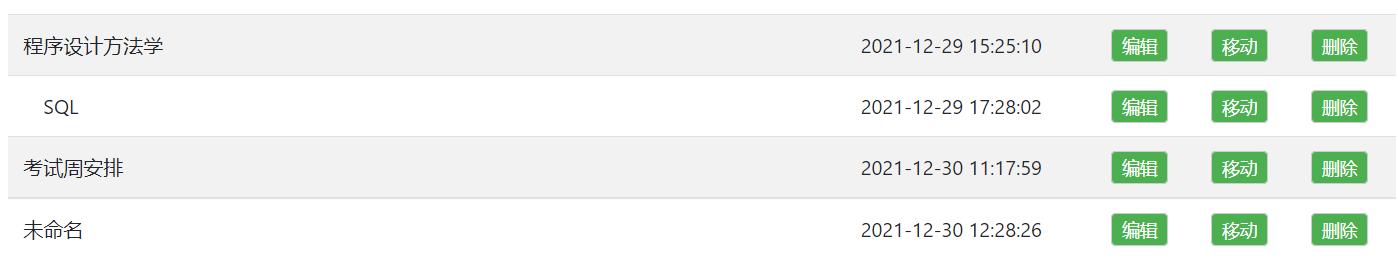 程序设计方法学 2021-12-29 15:25:10 编辑 移动 删除
SQL 2021-12-29 17:28:02 编辑 移动 删除
考试周安排 2021-12-30 11:17:59 编辑 移动 删除
未命名 2021-12-30 12:28:26 编辑 移动 删除